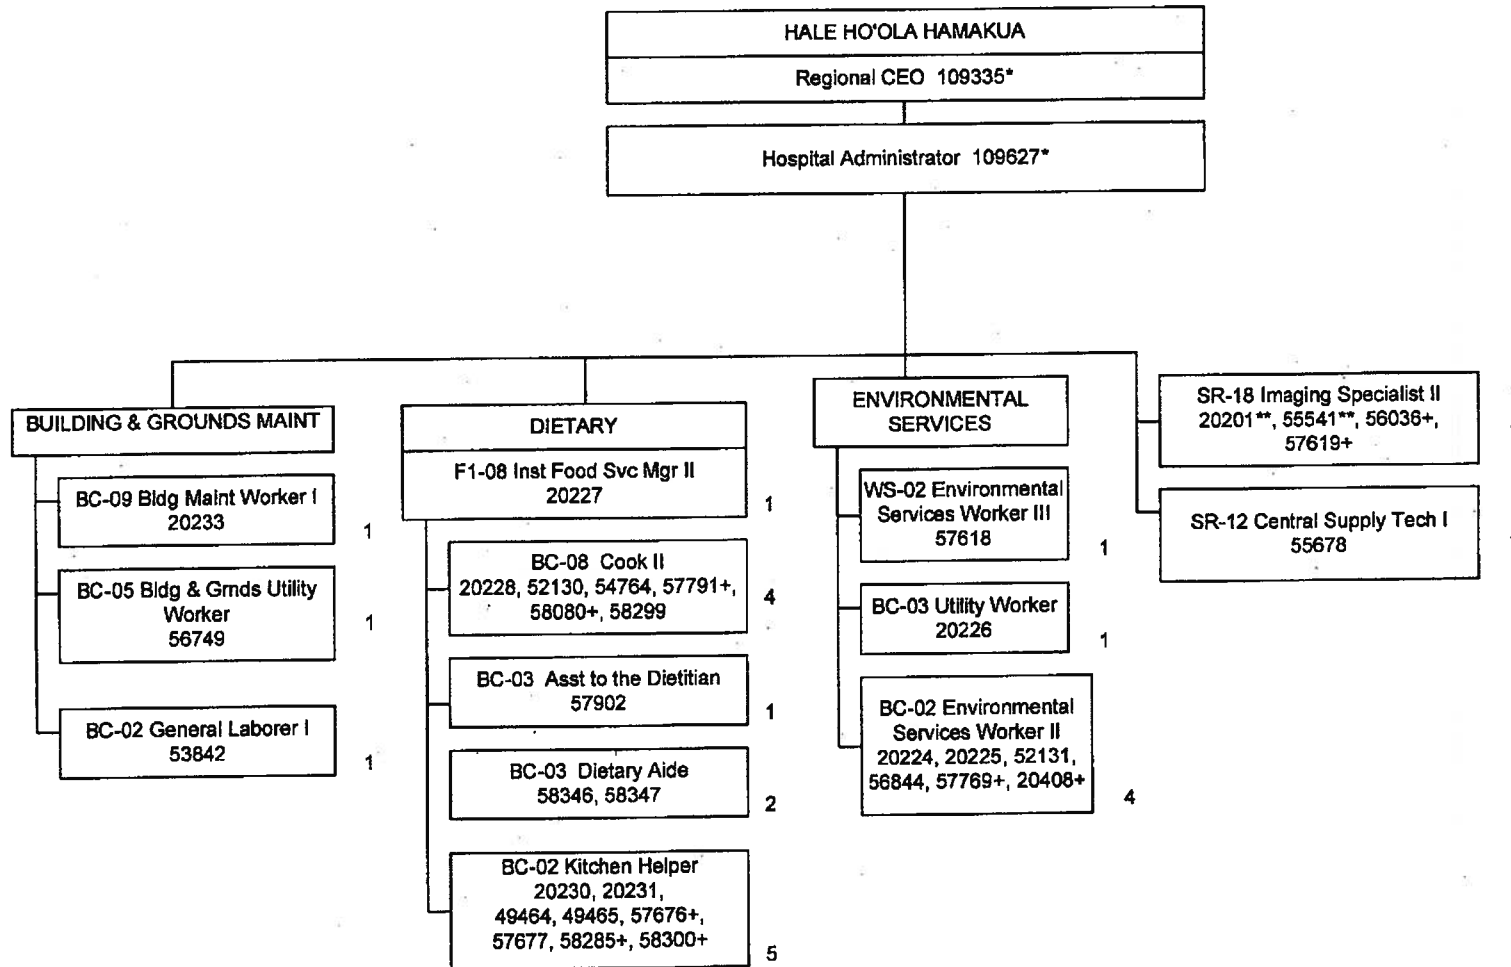 HALE HO'OLA HAMAKUA
Regional CEO 109335*
Hospital Administrator 109627*
BUILDING & GROUNDS MAINT
BC-09 Bldg Maint Worker I
20233
1
BC-05 Bldg & Grnds Utility
Worker
56749
1
BC-02 General Laborer I
53842
1
DIETARY
F1-08 Inst Food Svc Mgr II
20227
1
BC-08 Cook II
20228, 52130, 54764, 57791+,
58080+, 58299
4
BC-03 Asst to the Dietitian
57902
1
BC-03 Dietary Aide
58346, 58347
2
BC-02 Kitchen Helper
20230, 20231,
49464, 49465, 57676+,
57677, 58285+, 58300+
5
ENVIRONMENTAL
SERVICES
WS-02 Environmental
Services Worker III
57618
1
BC-03 Utility Worker
20226
1
BC-02 Environmental
Services Worker II
20224, 20225, 52131,
56844, 57769+, 20408+
4
SR-18 Imaging Specialist II
20201**, 55541**, 56036+,
57619+
SR-12 Central Supply Tech I
55678